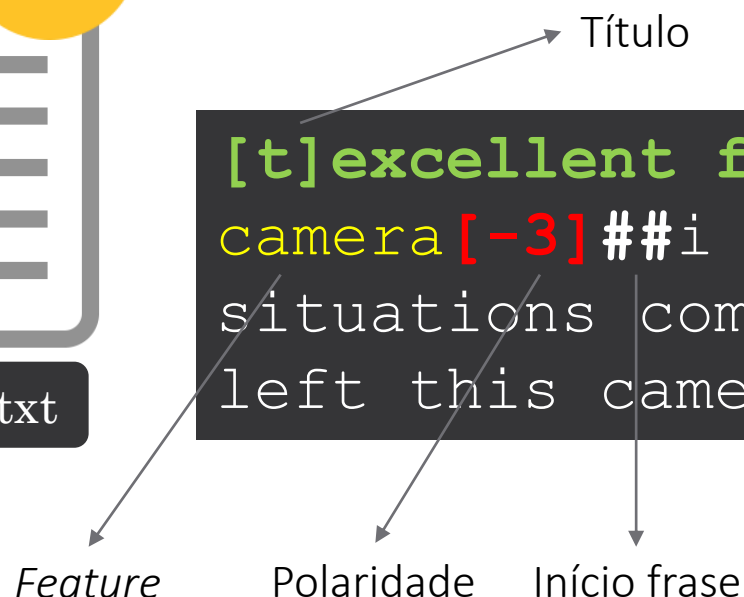 Título
[t]excellent f
camera[-3]##i
situations com
left this came
txt
Feature
Polaridade
Início frase